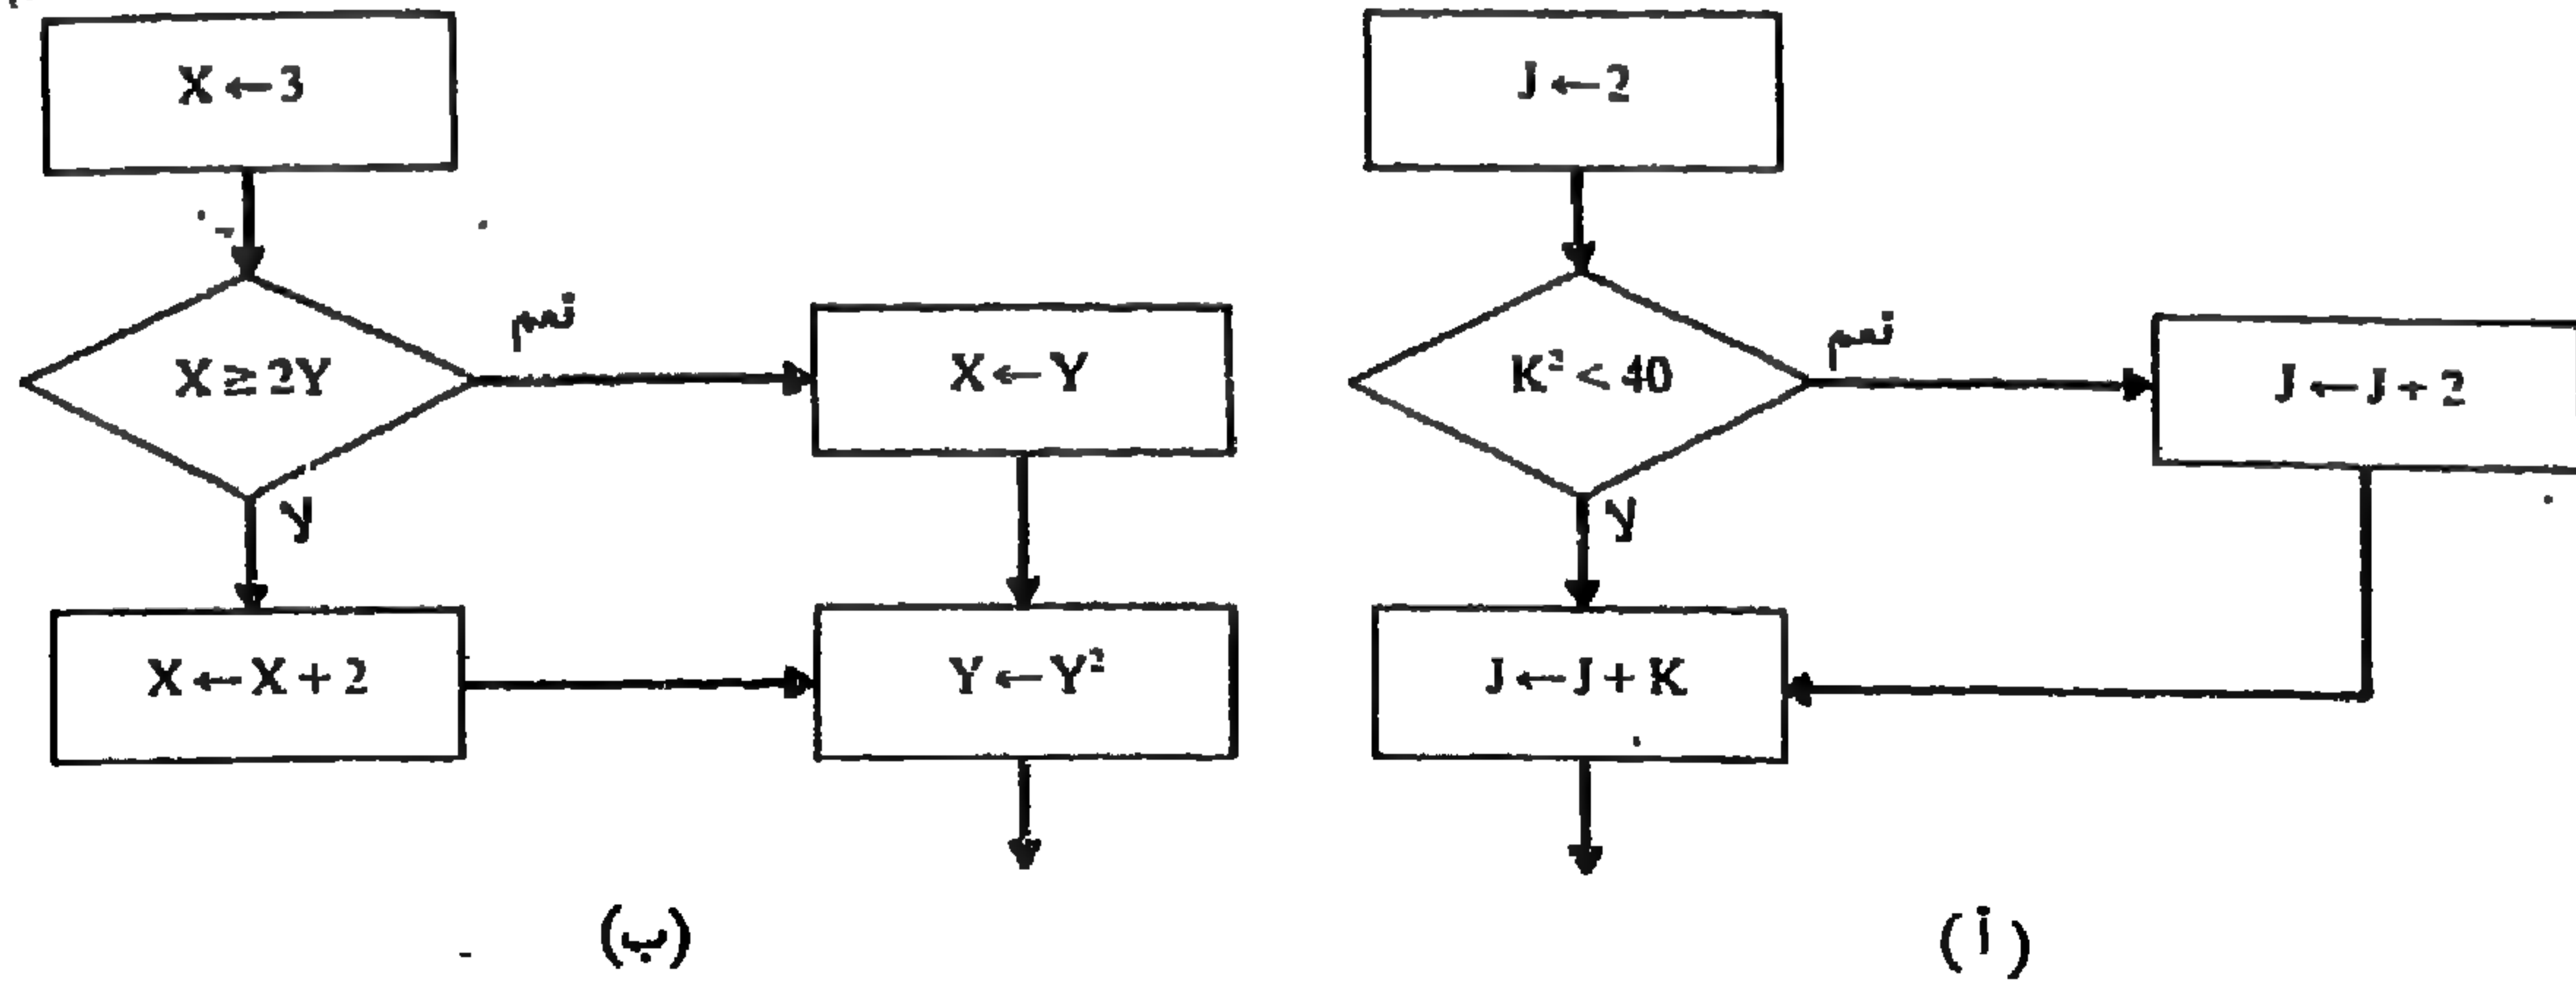 X ← 3
X ≥ 2Y
نعم
X ← Y
لا
X ← X + 2
Y ← Y²
(ب)
J ← 2
K² < 40
نعم
J ← J + 2
لا
J ← J + K
(أ)